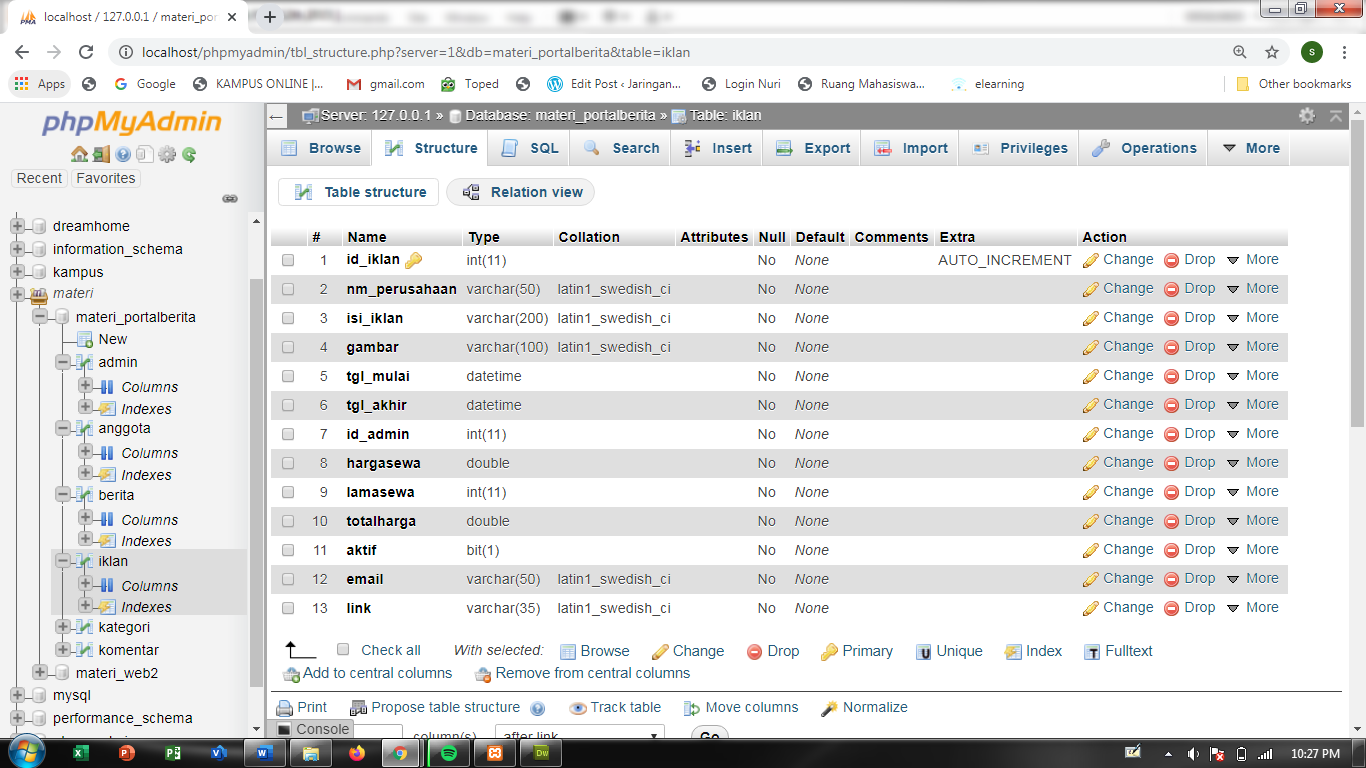 localhost / 127.0.0.1 / materi_por
localhost/phpmyadmin/tbl_structure.php?server=1&db=materi_portalberita&table=iklan
s
Apps
Google
KAMPUS ONLINE |...
gmail.com
Toped
Edit Post ‹ Jaringan...
Login Nuri
Ruang Mahasiswa...
elearning
Other bookmarks
phpMyAdmin
Recent Favorites
dreamhome
information_schema
kampus
materi
materi_portalberita
New
admin
Columns
Indexes
anggota
Columns
Indexes
berita
Columns
Indexes
iklan
Columns
Indexes
kategori
komentar
materi_web2
mysql
performance_schema
Server: 127.0.0.1 » Database: materi_portalberita » Table: iklan
Browse Structure SQL Search Insert Export Import Privileges Operations More
Table structure Relation view
# Name Type Collation Attributes Null Default Comments Extra Action
1 id_iklan int(11) No None AUTO_INCREMENT Change Drop More
2 nm_perusahaan varchar(50) latin1_swedish_ci No None Change Drop More
3 isi_iklan varchar(200) latin1_swedish_ci No None Change Drop More
4 gambar varchar(100) latin1_swedish_ci No None Change Drop More
5 tgl_mulai datetime No None Change Drop More
6 tgl_akhir datetime No None Change Drop More
7 id_admin int(11) No None Change Drop More
8 hargasewa double No None Change Drop More
9 lamasewa int(11) No None Change Drop More
10 totalharga double No None Change Drop More
11 aktif bit(1) No None Change Drop More
12 email varchar(50) latin1_swedish_ci No None Change Drop More
13 link varchar(35) latin1_swedish_ci No None Change Drop More
Check all With selected: Browse Change Drop Primary Unique Index Fulltext
Add to central columns Remove from central columns
Print Propose table structure Track table Move columns Normalize
Console
column(s) after link Go
10:27 PM